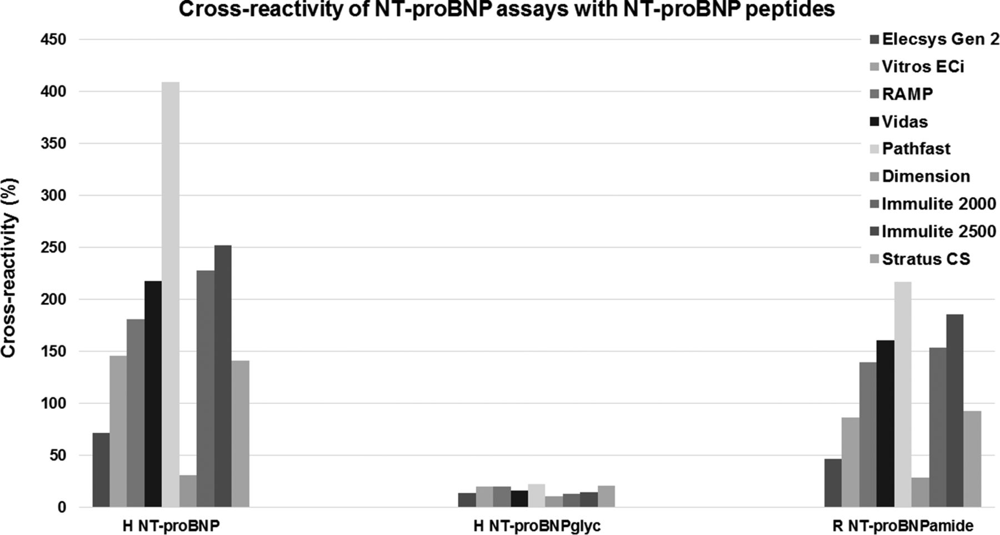 Cross-reactivity of NT-proBNP assays with NT-proBNP peptides
Cross-reactivity (%)
450
400
350
300
250
200
150
100
50
0
Elecsys Gen 2
Vitros ECi
RAMP
Vidas
Pathfast
Dimension
Immulite 2000
Immulite 2500
Stratus CS
H NT-proBNP
H NT-proBNPglyc
R NT-proBNPamide